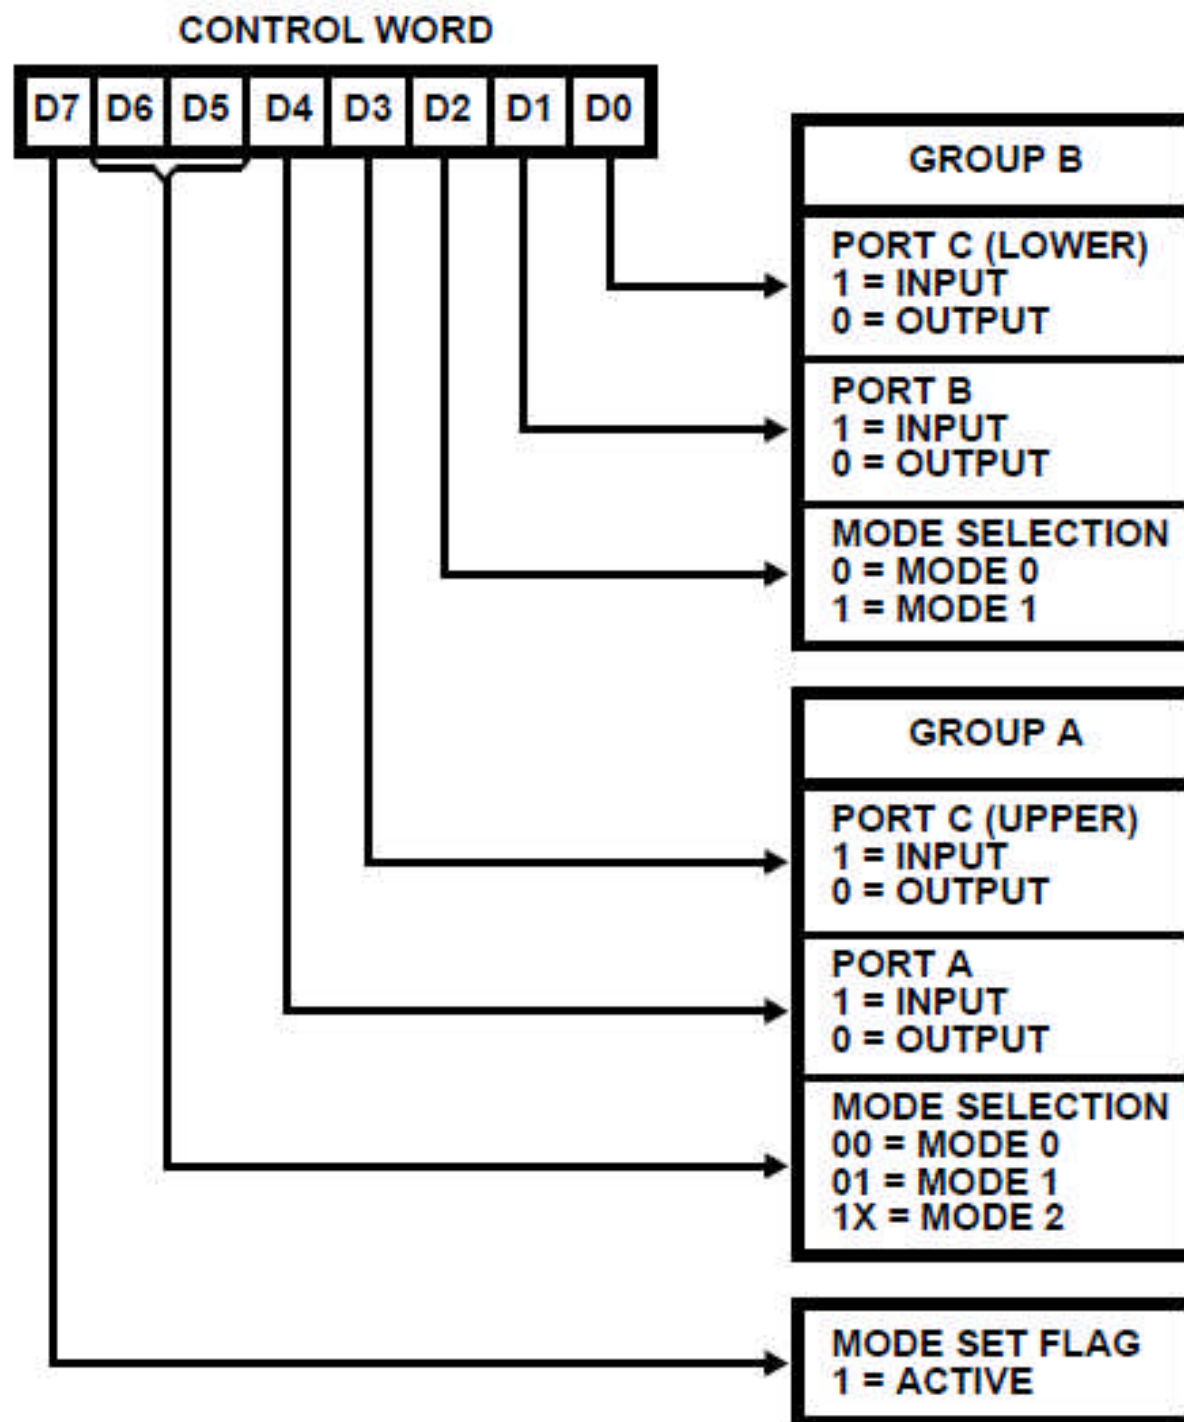 CONTROL WORD
D7 D6 D5 D4 D3 D2 D1 D0
GROUP B
PORT C (LOWER)
1 = INPUT
0 = OUTPUT
PORT B
1 = INPUT
0 = OUTPUT
MODE SELECTION
0 = MODE 0
1 = MODE 1
GROUP A
PORT C (UPPER)
1 = INPUT
0 = OUTPUT
PORT A
1 = INPUT
0 = OUTPUT
MODE SELECTION
00 = MODE 0
01 = MODE 1
1X = MODE 2
MODE SET FLAG
1 = ACTIVE